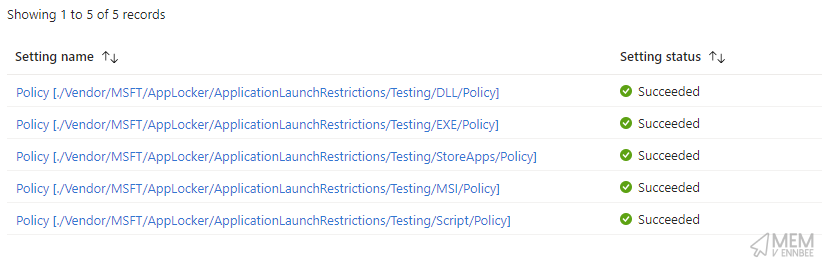 Showing 1 to 5 of 5 records
Setting name ↑↓ Setting status ↑↓
Policy [./Vendor/MSFT/AppLocker/ApplicationLaunchRestrictions/Testing/DLL/Policy] Succeeded
Policy [./Vendor/MSFT/AppLocker/ApplicationLaunchRestrictions/Testing/EXE/Policy] Succeeded
Policy [./Vendor/MSFT/AppLocker/ApplicationLaunchRestrictions/Testing/StoreApps/Policy] Succeeded
Policy [./Vendor/MSFT/AppLocker/ApplicationLaunchRestrictions/Testing/MSI/Policy] Succeeded
Policy [./Vendor/MSFT/AppLocker/ApplicationLaunchRestrictions/Testing/Script/Policy] Succeeded
MEM
V ENNBEE